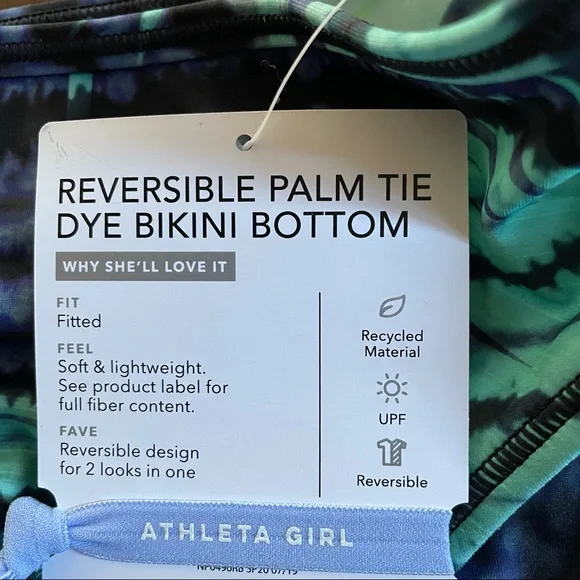 REVERSIBLE PALM TIE
DYE BIKINI BOTTOM
WHY SHE'LL LOVE IT
FIT
Fitted
FEEL
Soft & lightweight.
See product label for
full fiber content.
FAVE
Reversible design
for 2 looks in one
Recycled
Material
UPF
Reversible
ATHLETA GIRL